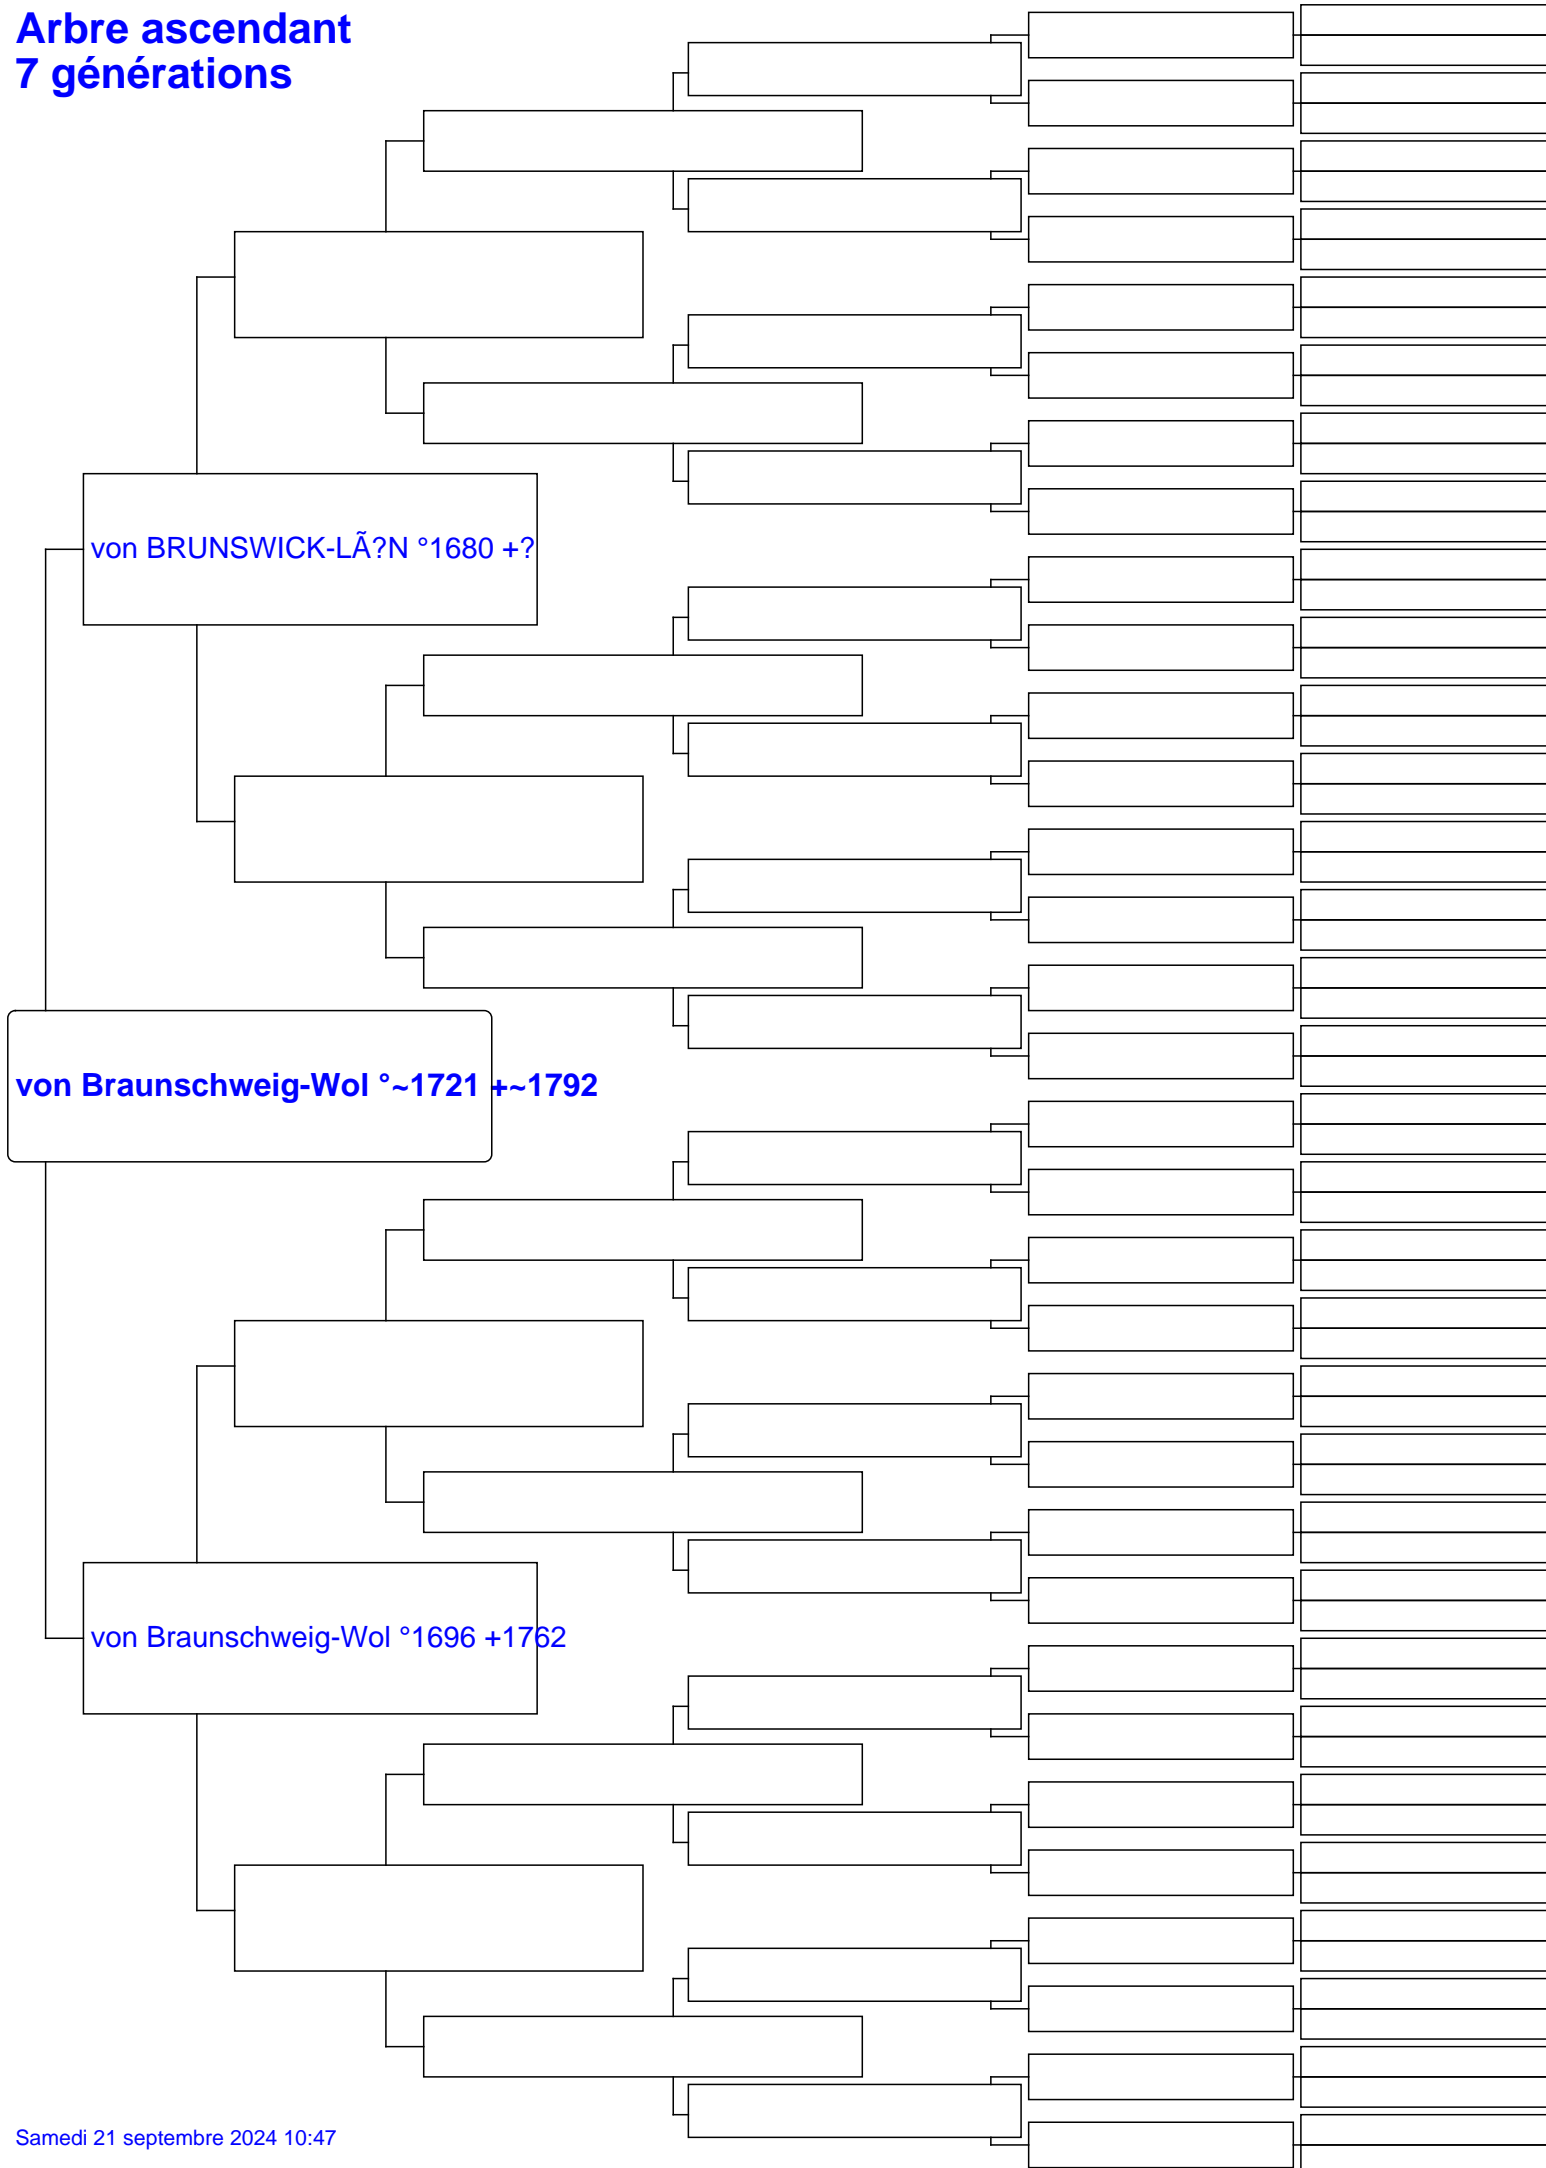 Arbre ascendant
7 générations
von BRUNSWICK-LÃ?N °1680 +?
von Braunschweig-Wol °~1721 +~1792
von Braunschweig-Wol °1696 +1762
Samedi 21 septembre 2024 10:47